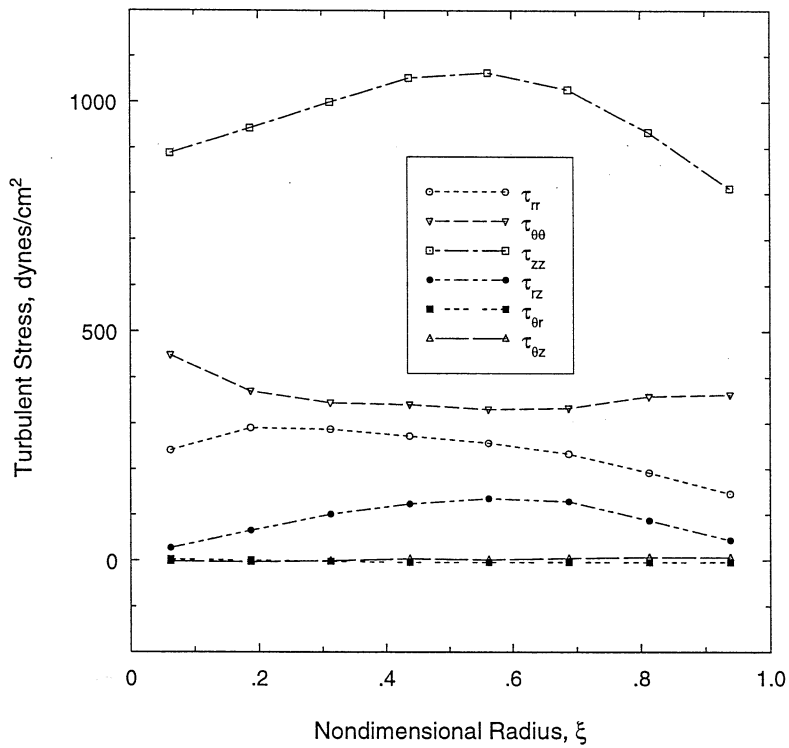 1000
500
0
Turbulent Stress, dynes/cm²
τrr
τθθ
τzz
τrz
τθr
τθz
0 .2 .4 .6 .8 1.0
Nondimensional Radius, ξ